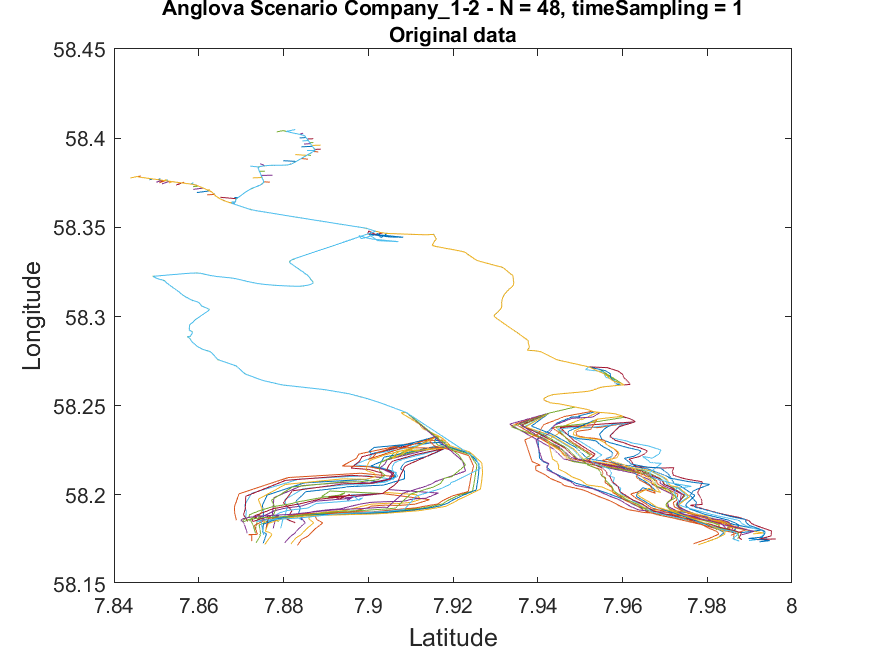 Anglova Scenario Company_1-2 - N = 48, timeSampling = 1
Original data
58.45
58.4
58.35
58.3
58.25
58.2
58.15
Longitude
7.84 7.86 7.88 7.9 7.92 7.94 7.96 7.98 8
Latitude